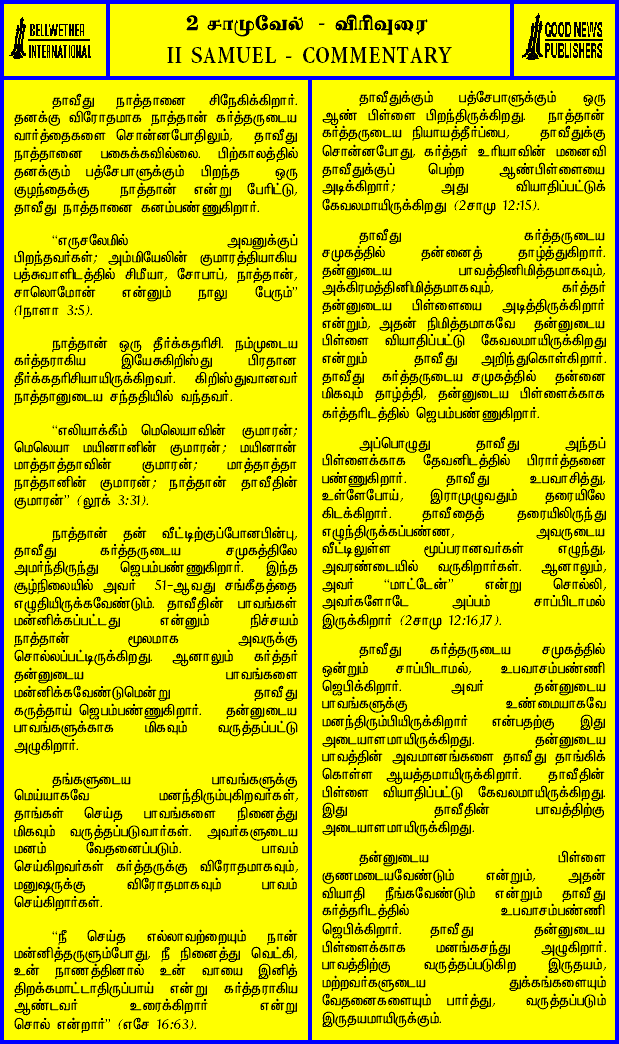 BELLWETHER
INTERNATIONAL
2 சாமுவேல் - விரிவுரை
II SAMUEL - COMMENTARY
GOOD NEWS
PUBLISHERS
தாவீது நாத்தானை சிநேகிக்கிறார்.
தனக்கு விரோதமாக நாத்தான் கர்த்தருடைய
வார்த்தைகளை சொன்னபோதிலும், தாவீது
நாத்தானை பகைக்கவில்லை. பிற்காலத்தில்
தனக்கும் பத்சேபாளுக்கும் பிறந்த ஒரு
குழந்தைக்கு நாத்தான் என்று பேரிட்டு,
தாவீது நாத்தானை கனம்பண்ணுகிறார்.
“எருசலேமில் அவனுக்குப்
பிறந்தவர்கள்; அம்மியேலின் குமாரத்தியாகிய
பத்சுவாளிடத்தில் சிமீயா, சோபாப், நாத்தான்,
சாலொமோன் என்னும் நாலு பேரும்”
(1நாளா 3:5).
நாத்தான் ஒரு தீர்க்கதரிசி. நம்முடைய
கர்த்தராகிய இயேசுகிறிஸ்து பிரதான
தீர்க்கதரிசியாயிருக்கிறவர். கிறிஸ்துவானவர்
நாத்தானுடைய சந்ததியில் வந்தவர்.
“எலியாக்கீம் மெலெயாவின் குமாரன்;
மெலெயா மயினானின் குமாரன்; மயினான்
மாத்தாத்தாவின் குமாரன்; மாத்தாத்தா
நாத்தானின் குமாரன்; நாத்தான் தாவீதின்
குமாரன்” (லூக் 3:31).
நாத்தான் தன் வீட்டிற்குப்போனபின்பு,
தாவீது கர்த்தருடைய சமுகத்திலே
அமர்ந்திருந்து ஜெபம்பண்ணுகிறார். இந்த
சூழ்நிலையில் அவர் 51-ஆவது சங்கீதத்தை
எழுதியிருக்கவேண்டும். தாவீதின் பாவங்கள்
மன்னிக்கப்பட்டது என்னும் நிச்சயம்
நாத்தான் மூலமாக அவருக்கு
சொல்லப்பட்டிருக்கிறது. ஆனாலும் கர்த்தர்
தன்னுடைய பாவங்களை
மன்னிக்கவேண்டுமென்று தாவீது
கருத்தாய் ஜெபம்பண்ணுகிறார். தன்னுடைய
பாவங்களுக்காக மிகவும் வருத்தப்பட்டு
அழுகிறார்.
தங்களுடைய பாவங்களுக்கு
மெய்யாகவே மனந்திரும்புகிறவர்கள்,
தாங்கள் செய்த பாவங்களை நினைத்து
மிகவும் வருத்தப்படுவார்கள். அவர்களுடைய
மனம் வேதனைப்படும். பாவம்
செய்கிறவர்கள் கர்த்தருக்கு விரோதமாகவும்,
மனுஷருக்கு விரோதமாகவும் பாவம்
செய்கிறார்கள்.
“நீ செய்த எல்லாவற்றையும் நான்
மன்னித்தருளும்போது, நீ நினைத்து வெட்கி,
உன் நாணத்தினால் உன் வாயை இனித்
திறக்கமாட்டாதிருப்பாய் என்று கர்த்தராகிய
ஆண்டவர் உரைக்கிறார் என்று
சொல் என்றார்” (எசே 16:63).
தாவீதுக்கும் பத்சேபாளுக்கும் ஒரு
ஆண் பிள்ளை பிறந்திருக்கிறது. நாத்தான்
கர்த்தருடைய நியாயத்தீர்ப்பை, தாவீதுக்கு
சொன்னபோது, கர்த்தர் உரியாவின் மனைவி
தாவீதுக்குப் பெற்ற ஆண்பிள்ளையை
அடிக்கிறார்; அது வியாதிப்பட்டுக்
கேவலமாயிருக்கிறது (2சாமு 12:15).
தாவீது கர்த்தருடைய
சமுகத்தில் தன்னைத் தாழ்த்துகிறார்.
தன்னுடைய பாவத்தினிமித்தமாகவும்,
அக்கிரமத்தினிமித்தமாகவும், கர்த்தர்
தன்னுடைய பிள்ளையை அடித்திருக்கிறார்
என்றும், அதன் நிமித்தமாகவே தன்னுடைய
பிள்ளை வியாதிப்பட்டு கேவலமாயிருக்கிறது
என்றும் தாவீது அறிந்துகொள்கிறார்.
தாவீது கர்த்தருடைய சமுகத்தில் தன்னை
மிகவும் தாழ்த்தி, தன்னுடைய பிள்ளைக்காக
கர்த்தரிடத்தில் ஜெபம்பண்ணுகிறார்.
அப்பொழுது தாவீது அந்தப்
பிள்ளைக்காக தேவனிடத்தில் பிரார்த்தனை
பண்ணுகிறார். தாவீது உபவாசித்து,
உள்ளேபோய், இராமுழுவதும் தரையிலே
கிடக்கிறார். தாவீதைத் தரையிலிருந்து
எழுந்திருக்கப்பண்ண, அவருடைய
வீட்டிலுள்ள மூப்பரானவர்கள் எழுந்து,
அவரண்டையில் வருகிறார்கள். ஆனாலும்,
அவர் “மாட்டேன்” என்று சொல்லி,
அவர்களோடே அப்பம் சாப்பிடாமல்
இருக்கிறார் (2சாமு 12:16,17).
தாவீது கர்த்தருடைய சமுகத்தில்
ஒன்றும் சாப்பிடாமல், உபவாசம்பண்ணி
ஜெபிக்கிறார். அவர் தன்னுடைய
பாவங்களுக்கு உண்மையாகவே
மனந்திரும்பியிருக்கிறார் என்பதற்கு இது
அடையாளமாயிருக்கிறது. தன்னுடைய
பாவத்தின் அவமானங்களை தாவீது தாங்கிக்
கொள்ள ஆயத்தமாயிருக்கிறார். தாவீதின்
பிள்ளை வியாதிப்பட்டு கேவலமாயிருக்கிறது.
இது தாவீதின் பாவத்திற்கு
அடையாளமாயிருக்கிறது.
தன்னுடைய பிள்ளை
குணமடையவேண்டும் என்றும், அதன்
வியாதி நீங்கவேண்டும் என்றும் தாவீது
கர்த்தரிடத்தில் உபவாசம்பண்ணி
ஜெபிக்கிறார். தாவீது தன்னுடைய
பிள்ளைக்காக மனங்கசந்து அழுகிறார்.
பாவத்திற்கு வருத்தப்படுகிற இருதயம்,
மற்றவர்களுடைய துக்கங்களையும்
வேதனைகளையும் பார்த்து, வருத்தப்படும்
இருதயமாயிருக்கும்.